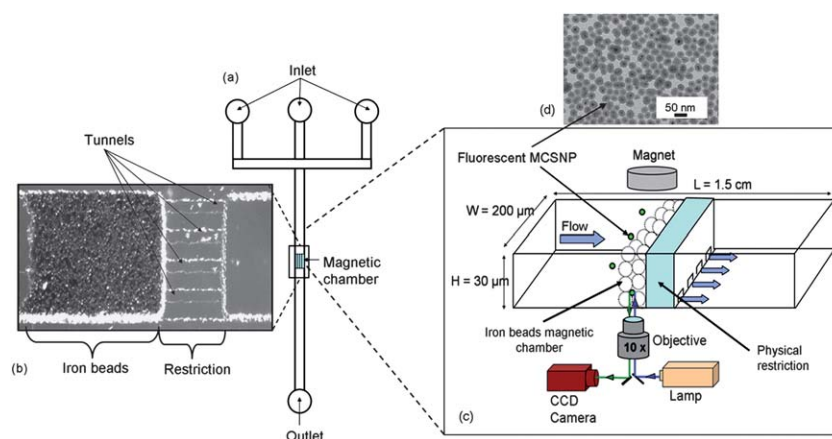 (a)
Inlet
Tunnels
Magnetic
chamber
(b)
Iron beads
Restriction
Outlet
(d)
50 nm
Fluorescent MCSNP
Magnet
L = 1.5 cm
W = 200 µm
Flow
H = 30 µm
Iron beads magnetic
chamber
10 x
Objective
Physical
restriction
CCD
Camera
Lamp
(c)